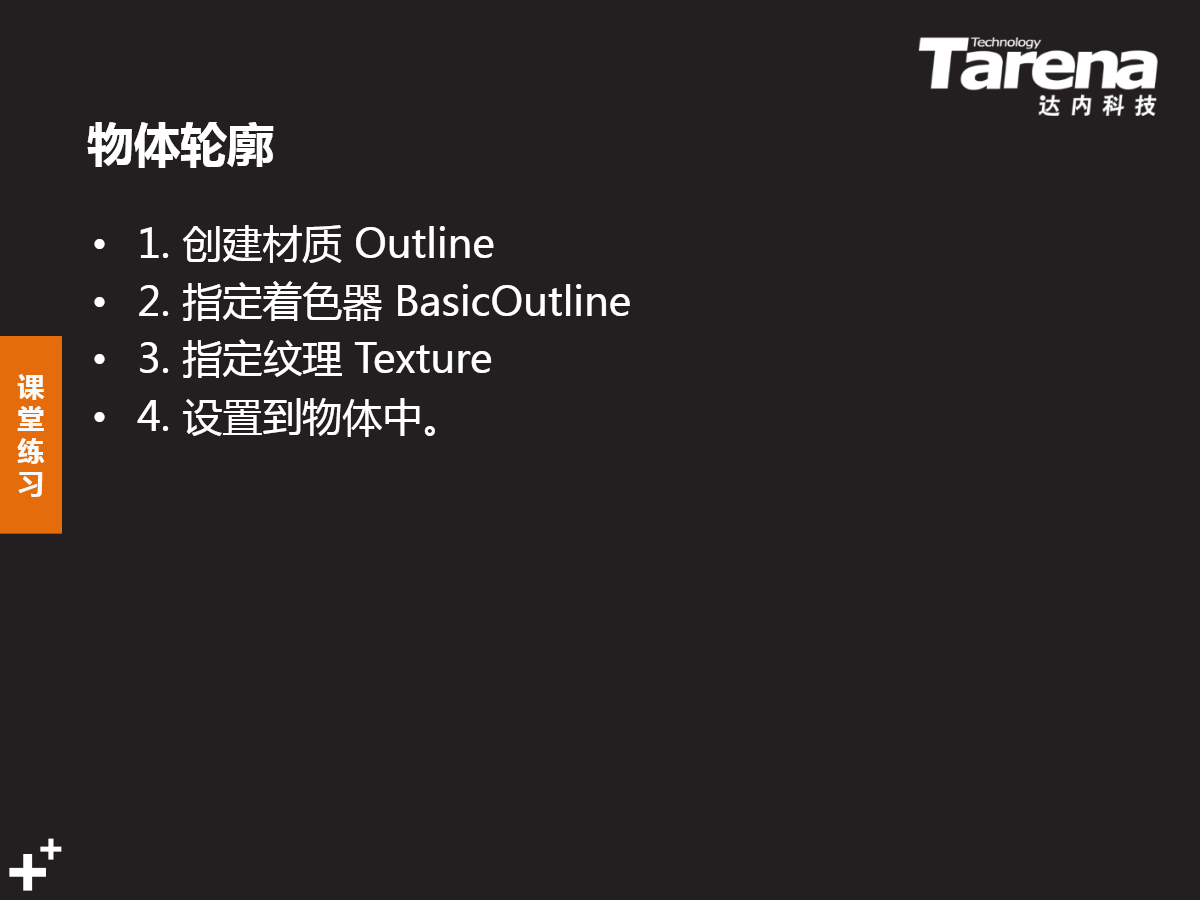 Technology
Tarena
达内科技
物体轮廓
• 1. 创建材质 Outline
• 2. 指定着色器 BasicOutline
• 3. 指定纹理 Texture
• 4. 设置到物体中。
课堂练习